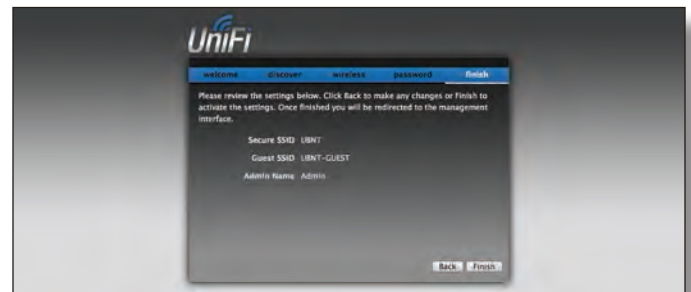 UniFi
welcome discover wireless password finish
Please review the settings below. Click Back to make any changes or Finish to
activate the settings. Once finished you will be redirected to the management
interface.
Secure SSID UBNT
Guest SSID UBNT-GUEST
Admin Name Admin
Back Finish